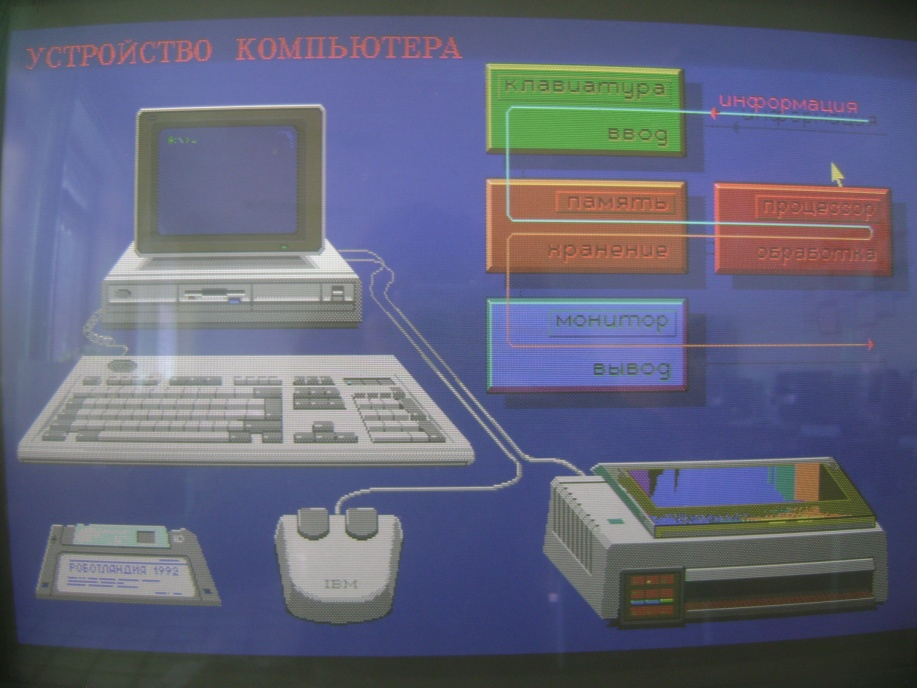 УСТРОЙСТВО КОМПЬЮТЕРА
клавиатура
ввод
информация
память
хранение
процессор
обработка
монитор
вывод
РОБОТЛАНДИЯ 1992
IBM